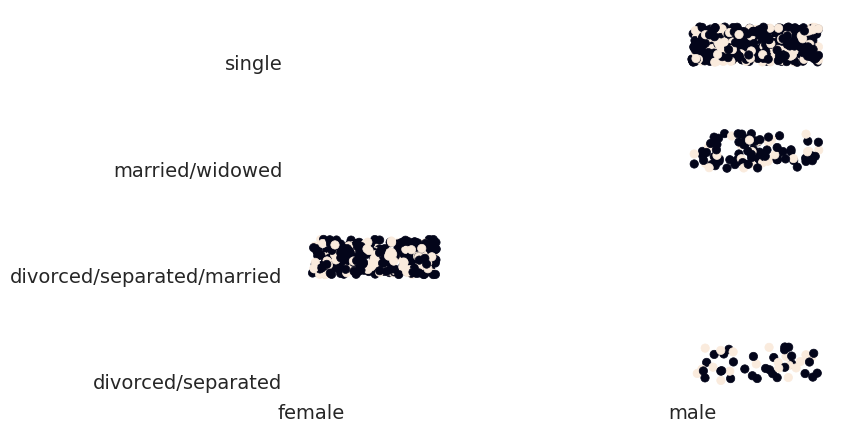 single
married/widowed
divorced/separated/married
divorced/separated
female
male